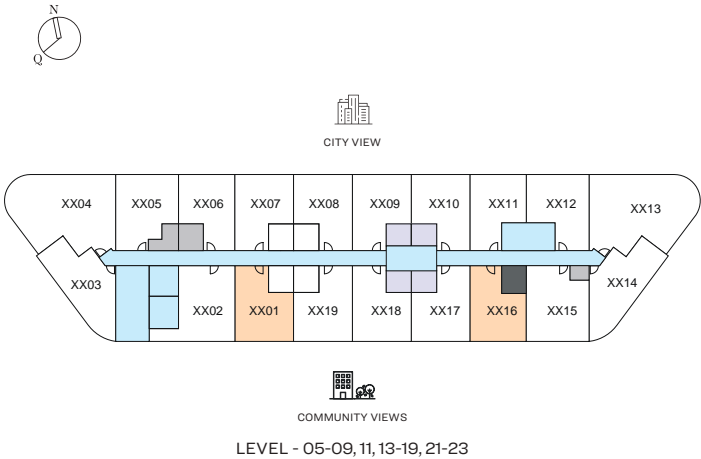 N
Q
CITY VIEW
XX04
XX05
XX06
XX07
XX08
XX09
XX10
XX11
XX12
XX13
XX03
XX14
XX02
XX01
XX19
XX18
XX17
XX16
XX15
COMMUNITY VIEWS
LEVEL - 05-09, 11, 13-19, 21-23